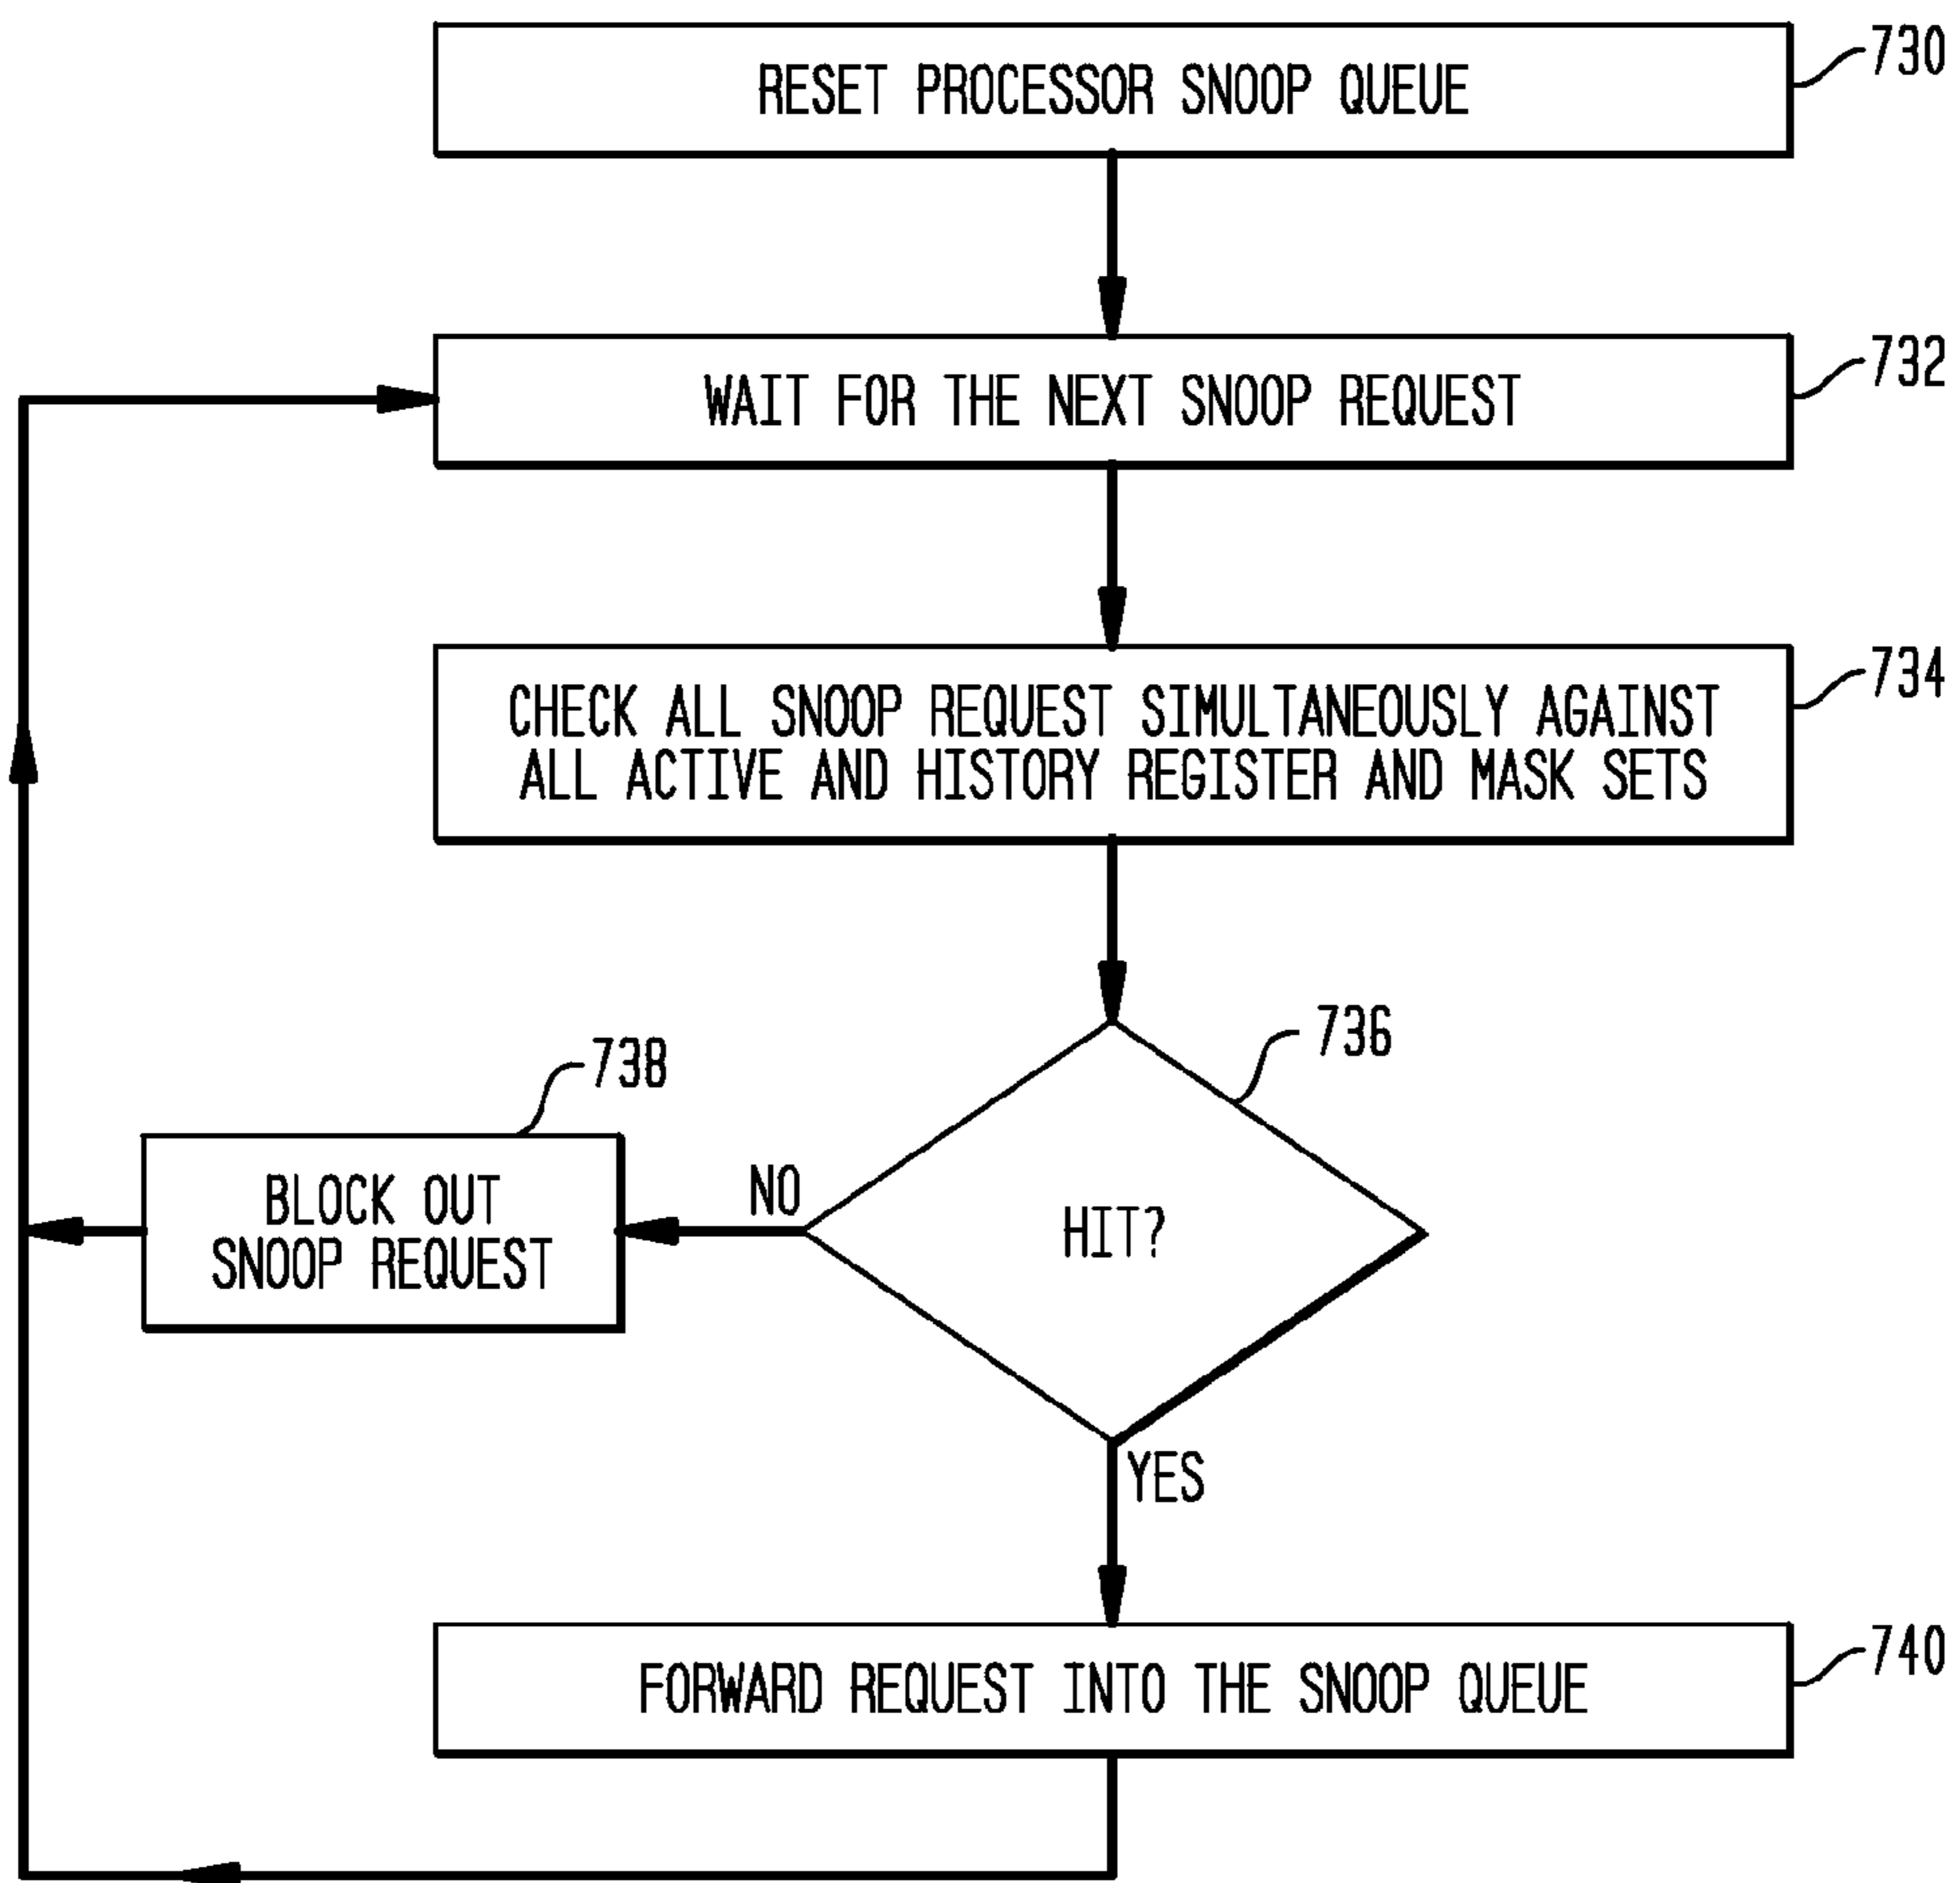 RESET PROCESSOR SNOOP QUEUE
730
WAIT FOR THE NEXT SNOOP REQUEST
732
CHECK ALL SNOOP REQUEST SIMULTANEOUSLY AGAINST
ALL ACTIVE AND HISTORY REGISTER AND MASK SETS
734
736
738
NO
HIT?
BLOCK OUT
SNOOP REQUEST
YES
FORWARD REQUEST INTO THE SNOOP QUEUE
740